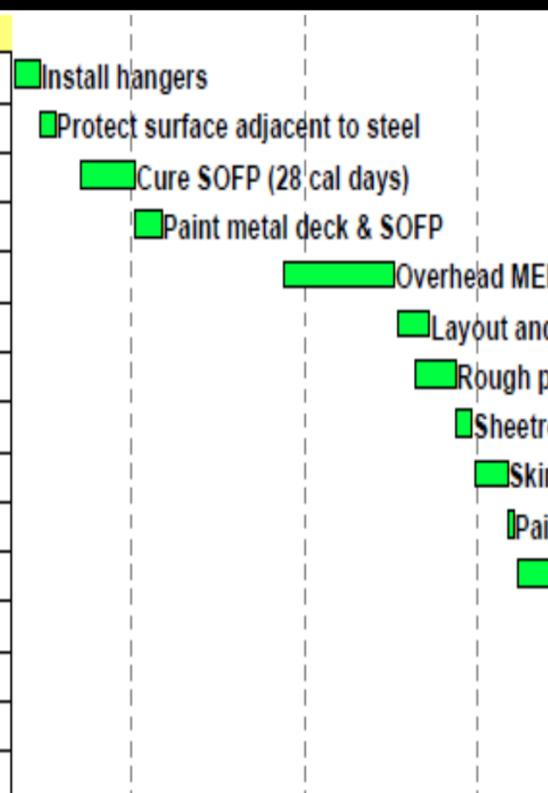 Install hangers
Protect surface adjacent to steel
Cure SOFP (28 cal days)
Paint metal deck & SOFP
Overhead ME
Layout and
Rough p
Sheetr
Skin
Pai